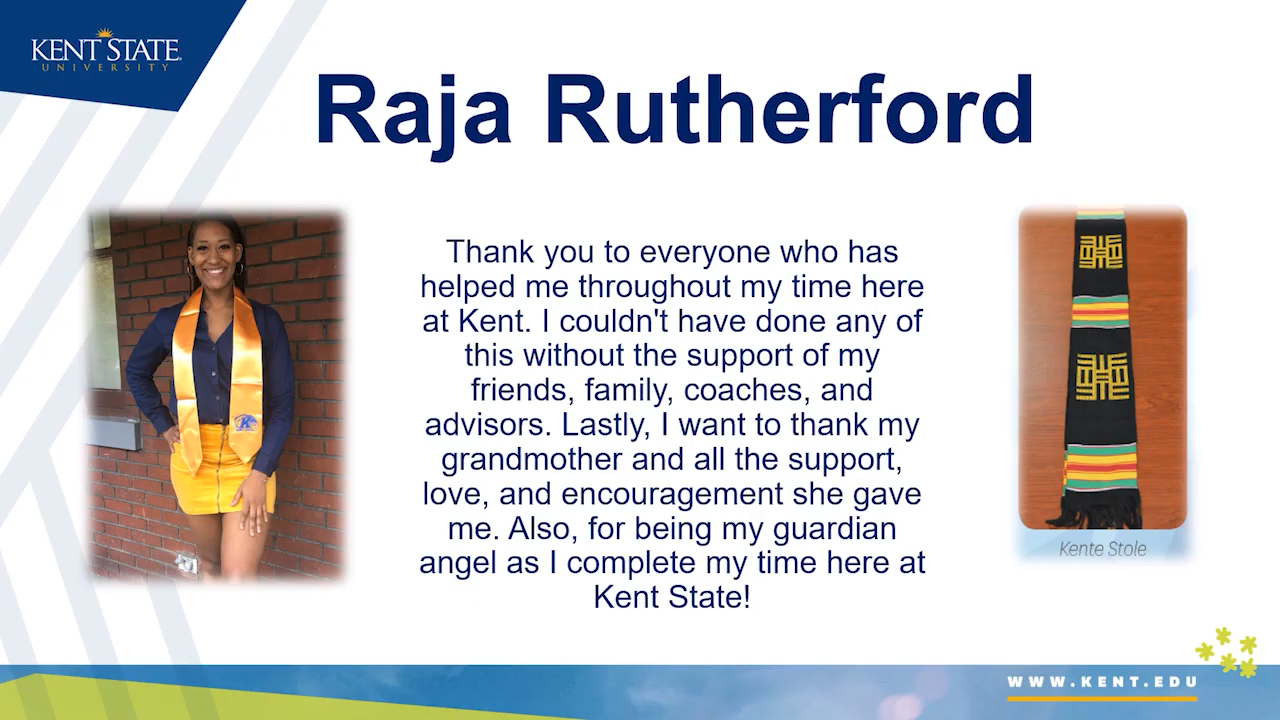 KENT STATE
UNIVERSITY
Raja Rutherford
Thank you to everyone who has
helped me throughout my time here
at Kent. I couldn't have done any of
this without the support of my
friends, family, coaches, and
advisors. Lastly, I want to thank my
grandmother and all the support,
love, and encouragement she gave
me. Also, for being my guardian
angel as I complete my time here at
Kent State!
Kente Stole
WWW.KENT.EDU